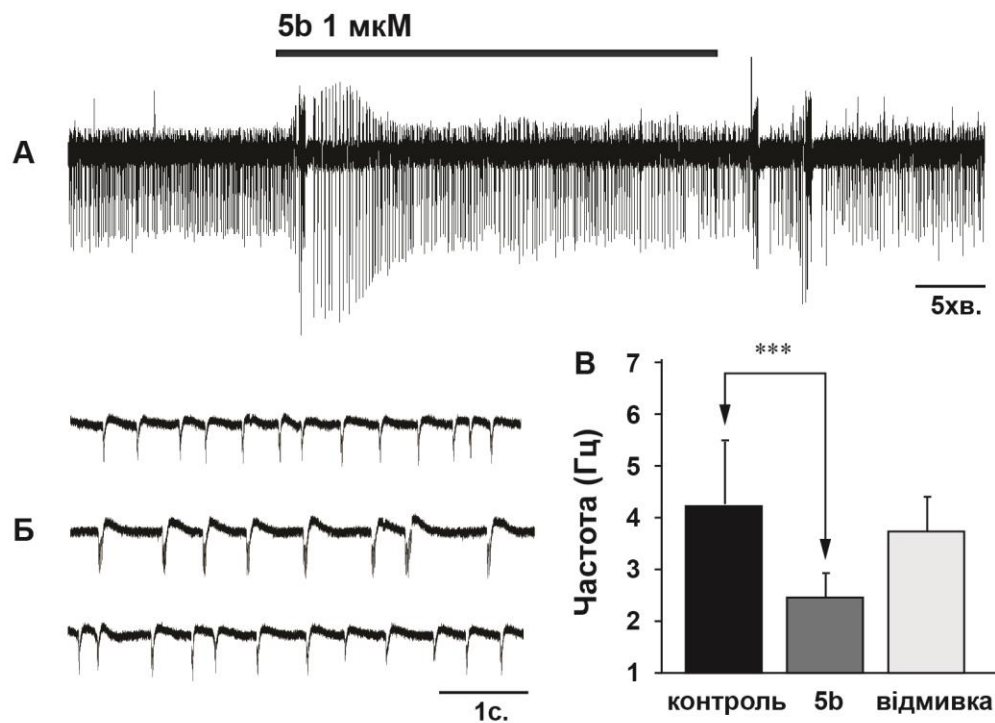 5b 1 мкМ
А
5хв.
Б
1с.
В
***
Частота (Гц)
7
6
5
4
3
2
1
контроль 5b відмивка